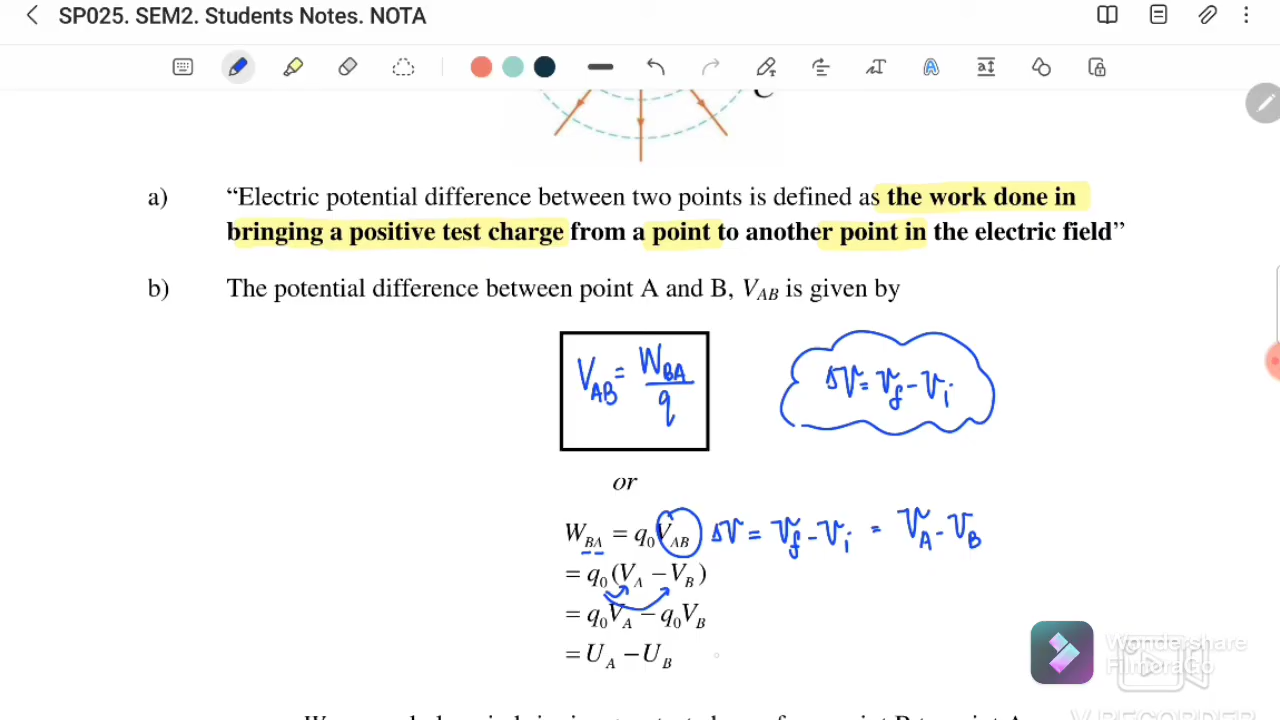 SP025. SEM2. Students Notes. NOTA
C
a) “Electric potential difference between two points is defined as the work done in
bringing a positive test charge from a point to another point in the electric field”
b) The potential difference between point A and B, V_AB is given by
V_AB = W_BA / q
ΔV = V_f - V_i
or
W_BA = q_0 V_AB ΔV = V_f - V_i = V_A - V_B
= q_0 (V_A − V_B)
= q_0 V_A − q_0 V_B
= U_A − U_B
Wondershare
FilmoraGo
V RECORDER